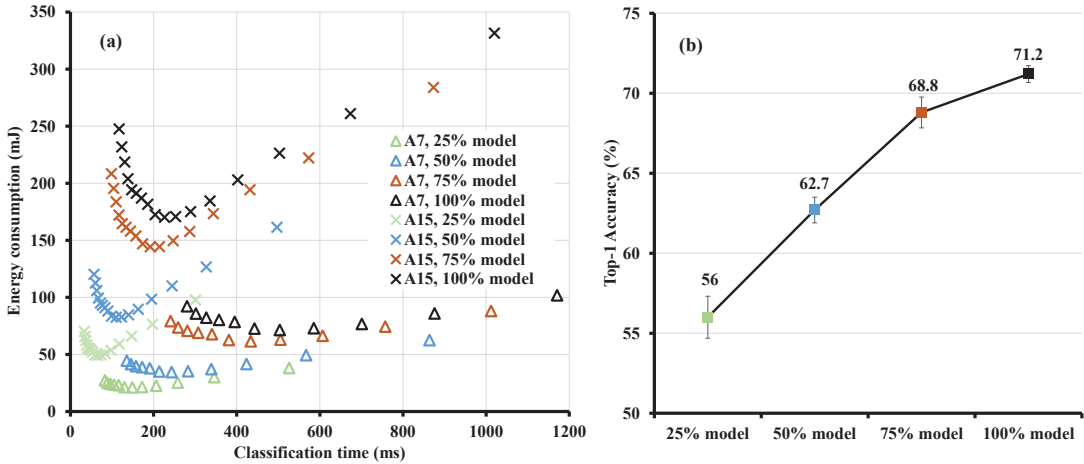 350
300
250
200
150
100
50
0
Energy consumption (mJ)
(a)
A7, 25% model
A7, 50% model
A7, 75% model
A7, 100% model
A15, 25% model
A15, 50% model
A15, 75% model
A15, 100% model
0 200 400 600 800 1000 1200
Classification time (ms)
75
70
65
60
55
50
Top-1 Accuracy (%)
(b)
56
62.7
68.8
71.2
25% model 50% model 75% model 100% model